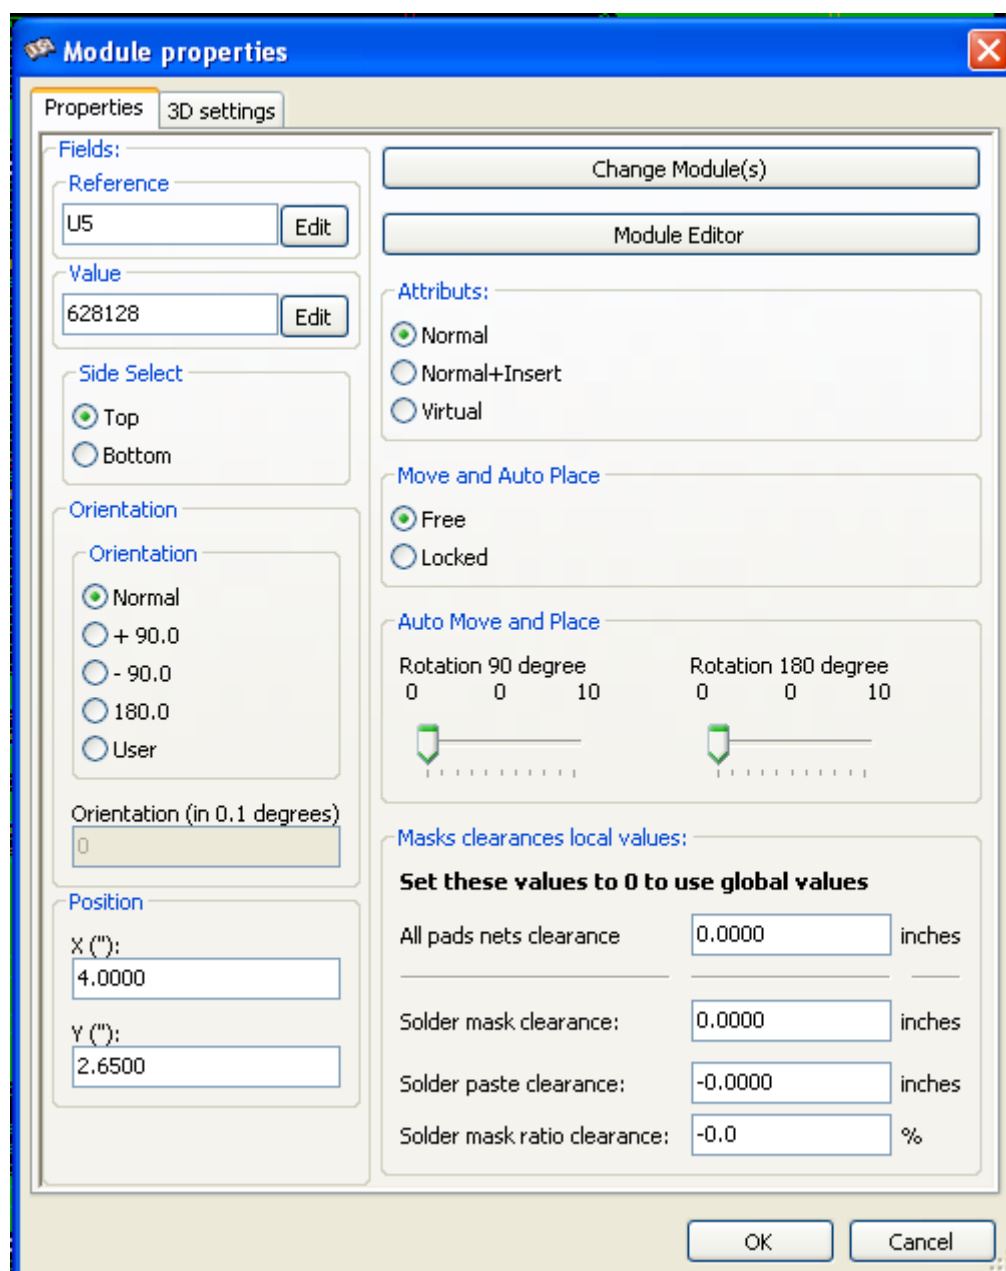 Module properties
Properties
3D settings
Fields:
Reference
U5
Edit
Value
628128
Edit
Side Select
Top
Bottom
Orientation
Orientation
Normal
+ 90.0
- 90.0
180.0
User
Orientation (in 0.1 degrees)
0
Position
X ("):
4.0000
Y ("):
2.6500
Change Module(s)
Module Editor
Attributs:
Normal
Normal+Insert
Virtual
Move and Auto Place
Free
Locked
Auto Move and Place
Rotation 90 degree
0 0 10
Rotation 180 degree
0 0 10
Masks clearances local values:
Set these values to 0 to use global values
All pads nets clearance 0.0000 inches
Solder mask clearance: 0.0000 inches
Solder paste clearance: -0.0000 inches
Solder mask ratio clearance: -0.0 %
OK
Cancel